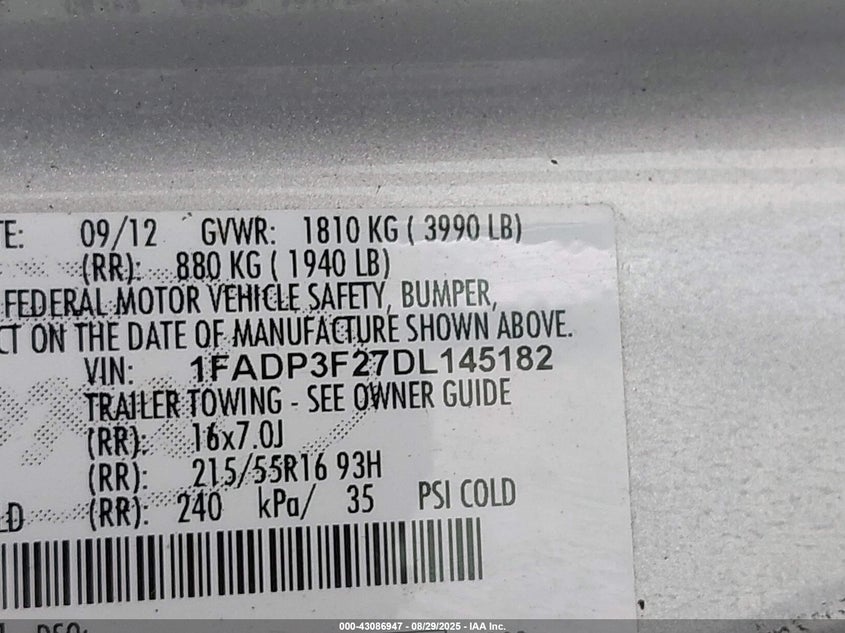 TE: 09/12 GVWR: 1810 KG ( 3990 LB)
(RR): 880 KG ( 1940 LB)
FEDERAL MOTOR VEHICLE SAFETY, BUMPER,
CT ON THE DATE OF MANUFACTURE SHOWN ABOVE.
VIN: 1FADP3F27DL145182
TRAILER TOWING - SEE OWNER GUIDE
(RR): 16x7.0J
(RR): 215/55R16 93H
LD (RR): 240 kPa/ 35 PSI COLD
000-43086947 - 08/29/2025 - IAA Inc.